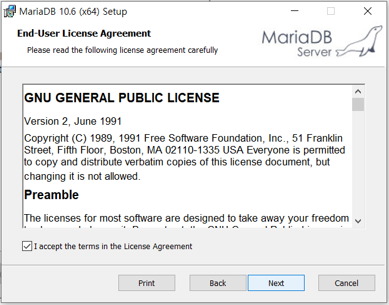 MariaDB 10.6 (x64) Setup
End-User License Agreement
Please read the following license agreement carefully
MariaDB
Server
GNU GENERAL PUBLIC LICENSE
Version 2, June 1991
Copyright (C) 1989, 1991 Free Software Foundation, Inc., 51 Franklin
Street, Fifth Floor, Boston, MA 02110-1335 USA Everyone is permitted
to copy and distribute verbatim copies of this license document, but
changing it is not allowed.
Preamble
The licenses for most software are designed to take away your freedom
I accept the terms in the License Agreement
Print
Back
Next
Cancel